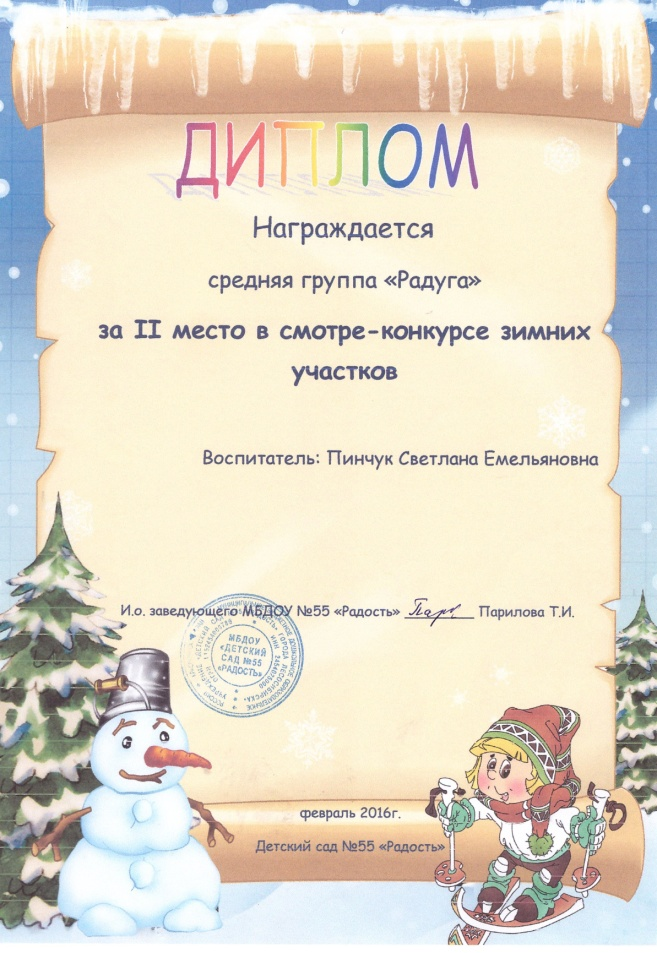 ДИПЛОМ
Награждается
средняя группа «Радуга»
за II место в смотре-конкурсе зимних
участков
Воспитатель: Пинчук Светлана Емельяновна
И.о. заведующего МБДОУ №55 «Радость» Парилова Т.И.
МБДОУ
«ДЕТСКИЙ
САД №55
«РАДОСТЬ»
февраль 2016г.
Детский сад №55 «Радость»